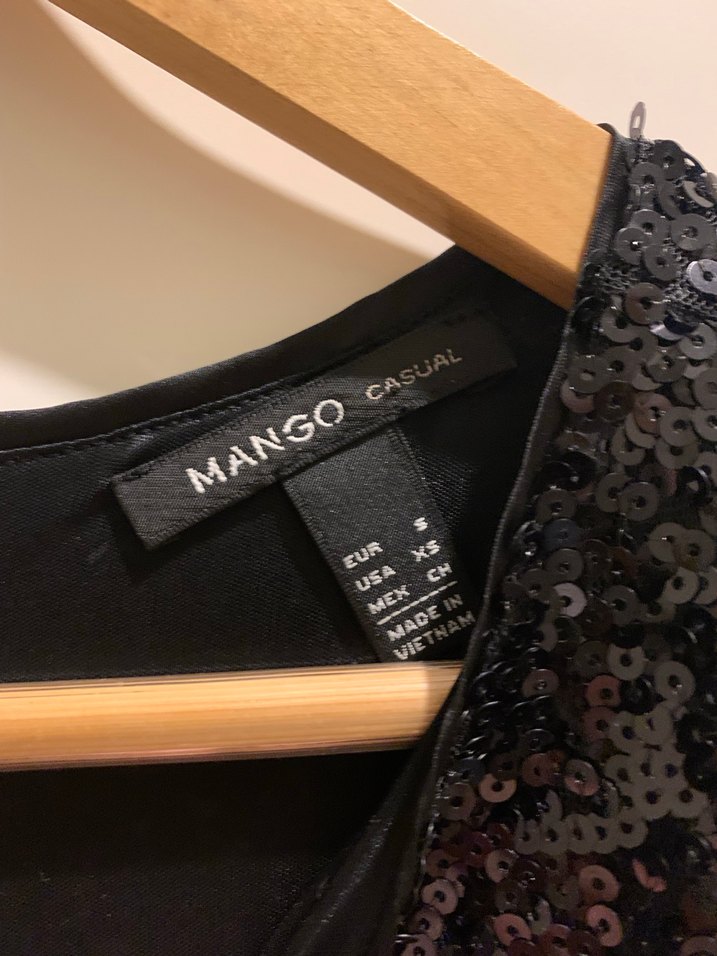 MANGO CASUAL
EUR S
USA XS
MEX CH
MADE IN
VIETNAM